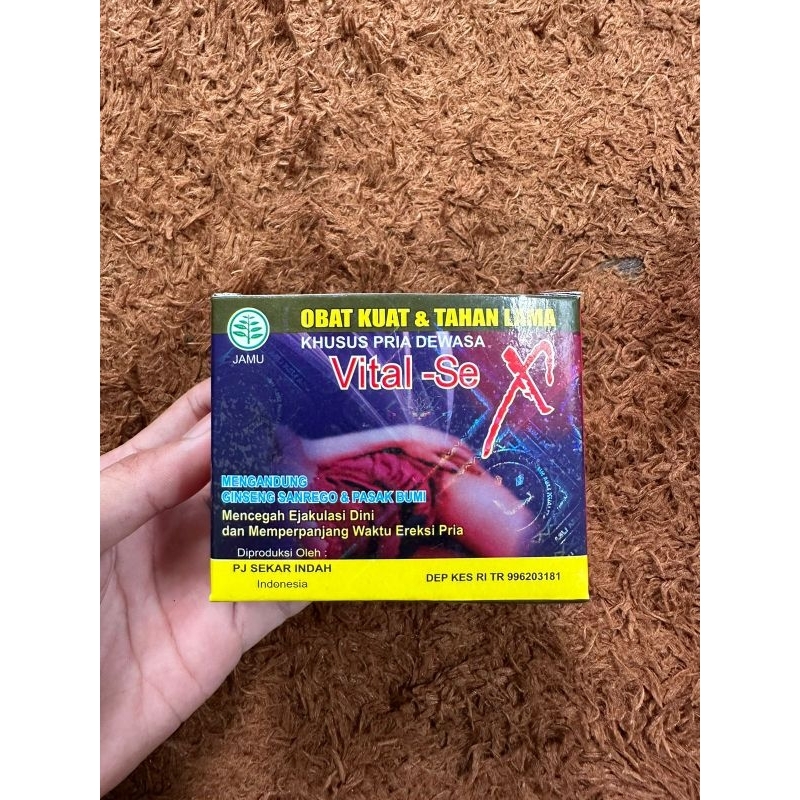 OBAT KUAT & TAHAN LAMA
JAMU
KHUSUS PRIA DEWASA
Vital -Se X
MENGANDUNG
GINSENG SANREGO & PASAK BUMI
Mencegah Ejakulasi Dini
dan Memperpanjang Waktu Ereksi Pria
Diproduksi Oleh :
PJ SEKAR INDAH
Indonesia
DEP KES RI TR 996203181